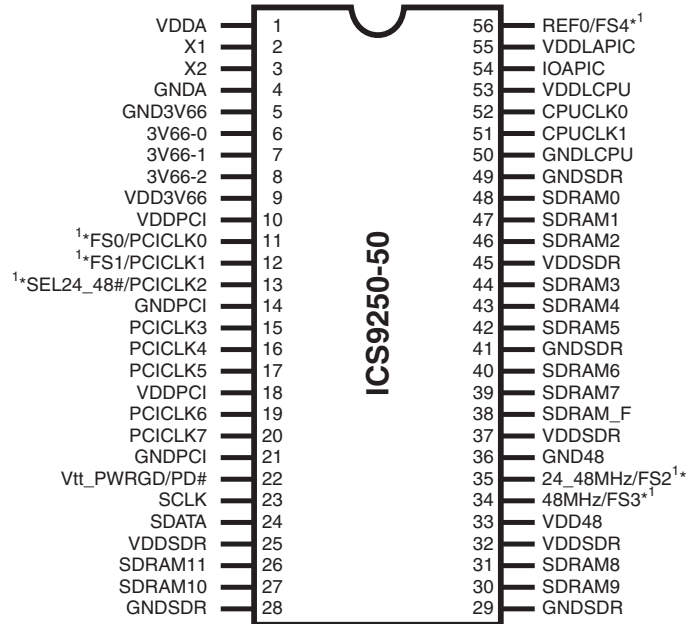 VDDA 1 56 REF0/FS4*1
X1 2 55 VDDLAPIC
X2 3 54 IOAPIC
GNDA 4 53 VDDLCPU
GND3V66 5 52 CPUCLK0
3V66-0 6 51 CPUCLK1
3V66-1 7 50 GNDLCPU
3V66-2 8 49 GNDSDR
VDD3V66 9 48 SDRAM0
VDDPCI 10 47 SDRAM1
1*FS0/PCICLK0 11 46 SDRAM2
1*FS1/PCICLK1 12 45 VDDSDR
1*SEL24_48#/PCICLK2 13 44 SDRAM3
GNDPCI 14 43 SDRAM4
PCICLK3 15 42 SDRAM5
PCICLK4 16 41 GNDSDR
PCICLK5 17 40 SDRAM6
VDDPCI 18 39 SDRAM7
PCICLK6 19 38 SDRAM_F
PCICLK7 20 37 VDDSDR
GNDPCI 21 36 GND48
Vtt_PWRGD/PD# 22 35 24_48MHz/FS21*
SCLK 23 34 48MHz/FS3*1
SDATA 24 33 VDD48
VDDSDR 25 32 VDDSDR
SDRAM11 26 31 SDRAM8
SDRAM10 27 30 SDRAM9
GNDSDR 28 29 GNDSDR
ICS9250-50